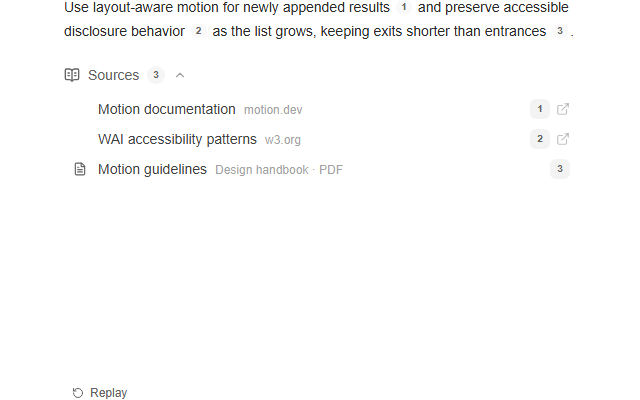 Use layout-aware motion for newly appended results 1 and preserve accessible
disclosure behavior 2 as the list grows, keeping exits shorter than entrances 3 .
Sources 3
Motion documentation motion.dev 1
WAI accessibility patterns w3.org 2
Motion guidelines Design handbook · PDF 3
Replay